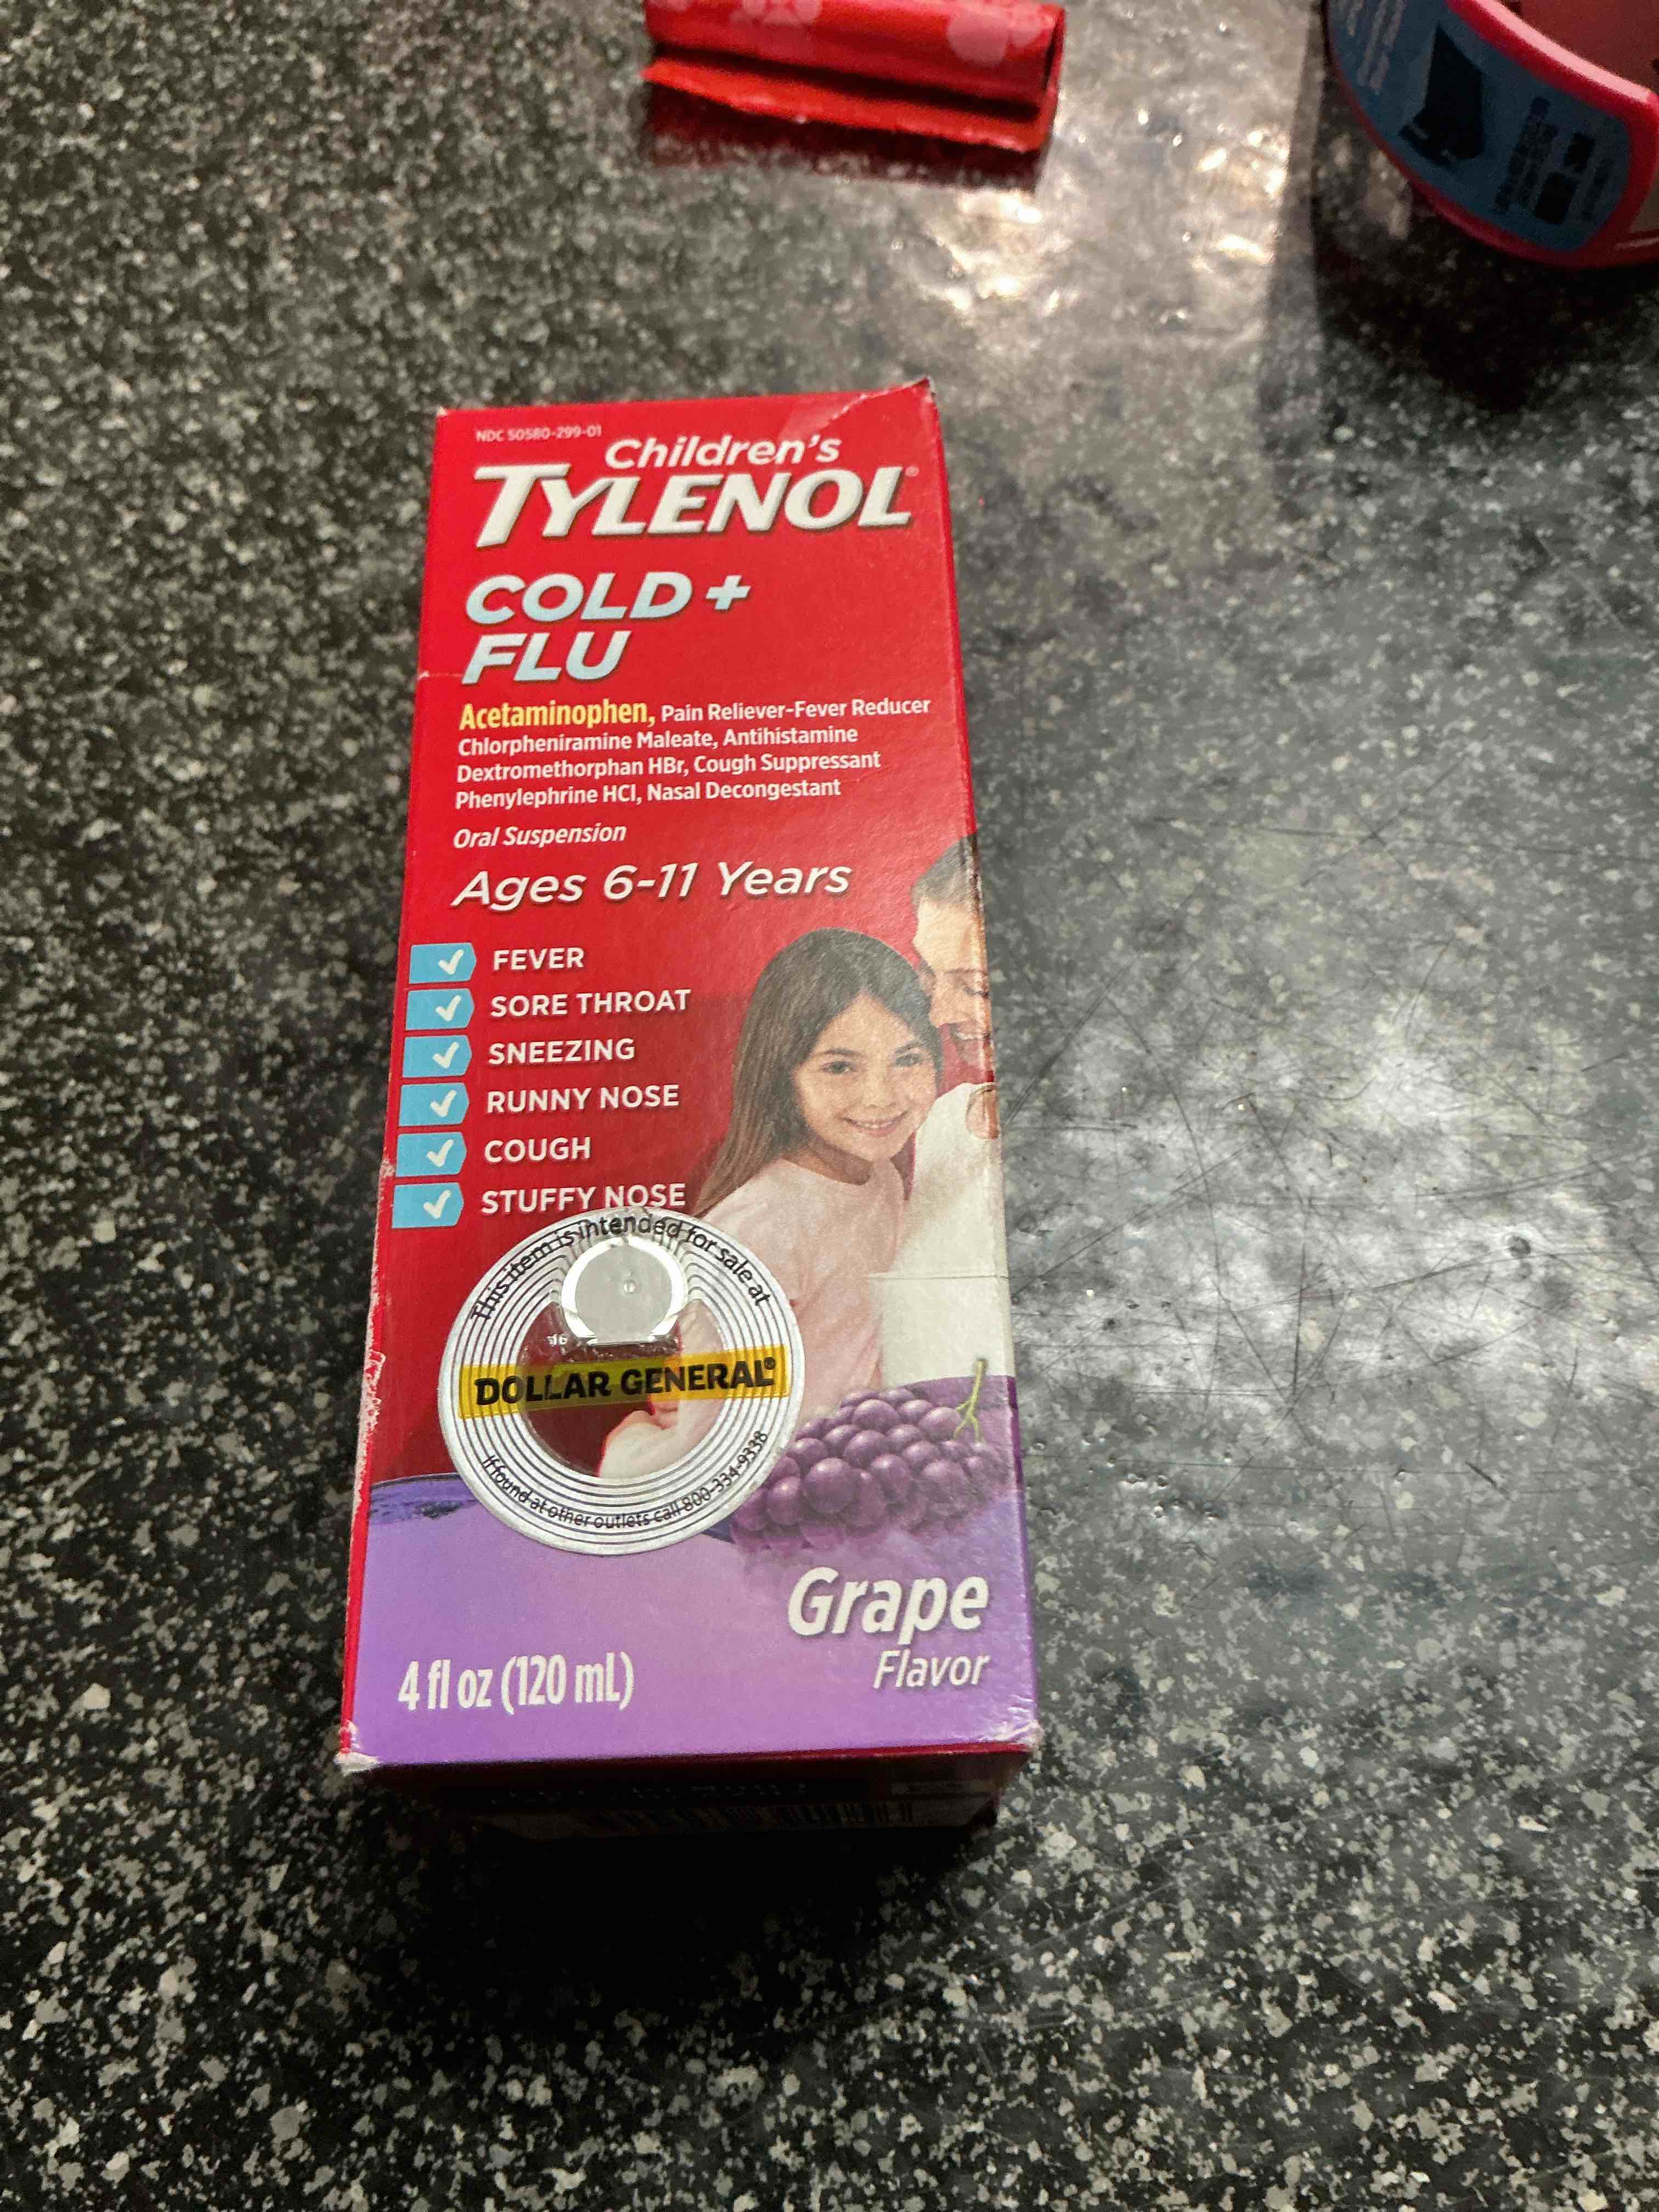 NDC 50580-299-01
Children's
TYLENOL®
COLD +
FLU
Acetaminophen, Pain Reliever-Fever Reducer
Chlorpheniramine Maleate, Antihistamine
Dextromethorphan HBr, Cough Suppressant
Phenylephrine HCl, Nasal Decongestant
Oral Suspension
Ages 6-11 Years
FEVER
SORE THROAT
SNEEZING
RUNNY NOSE
COUGH
STUFFY NOSE
This item is intended for sale at
DOLLAR GENERAL®
If found at other outlets call 800-334-9338
Grape
Flavor
4 fl oz (120 mL)